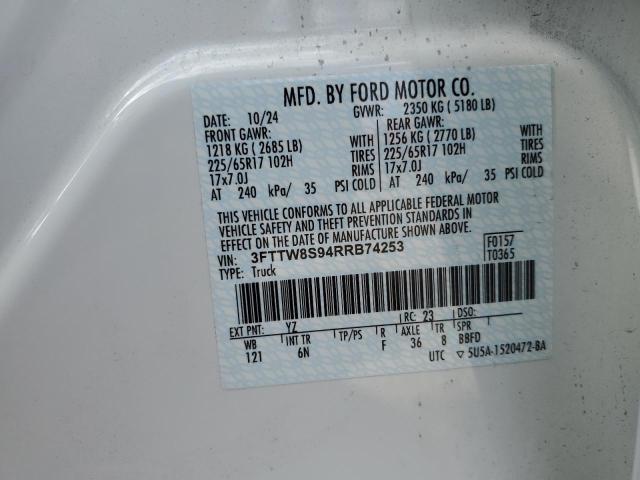 MFD. BY FORD MOTOR CO.
DATE: 10/24 GVWR: 2350 KG ( 5180 LB)
FRONT GAWR: REAR GAWR:
1218 KG ( 2685 LB) WITH 1256 KG ( 2770 LB) WITH
225/65R17 102H TIRES 225/65R17 102H TIRES
17x7.0J RIMS 17x7.0J RIMS
AT 240 kPa/ 35 PSI COLD AT 240 kPa/ 35 PSI COLD
THIS VEHICLE CONFORMS TO ALL APPLICABLE FEDERAL MOTOR
VEHICLE SAFETY AND THEFT PREVENTION STANDARDS IN
EFFECT ON THE DATE OF MANUFACTURE SHOWN ABOVE.
VIN: 3FTTW8S94RRB74253 F0157
TYPE: Truck T0365
EXT PNT: YZ RC: 23 DSO:
WB INT TR TP/PS R AXLE TR SPR
121 6N F 36 8 BBFD
UTC ▽ 5U5A-1520472-BA